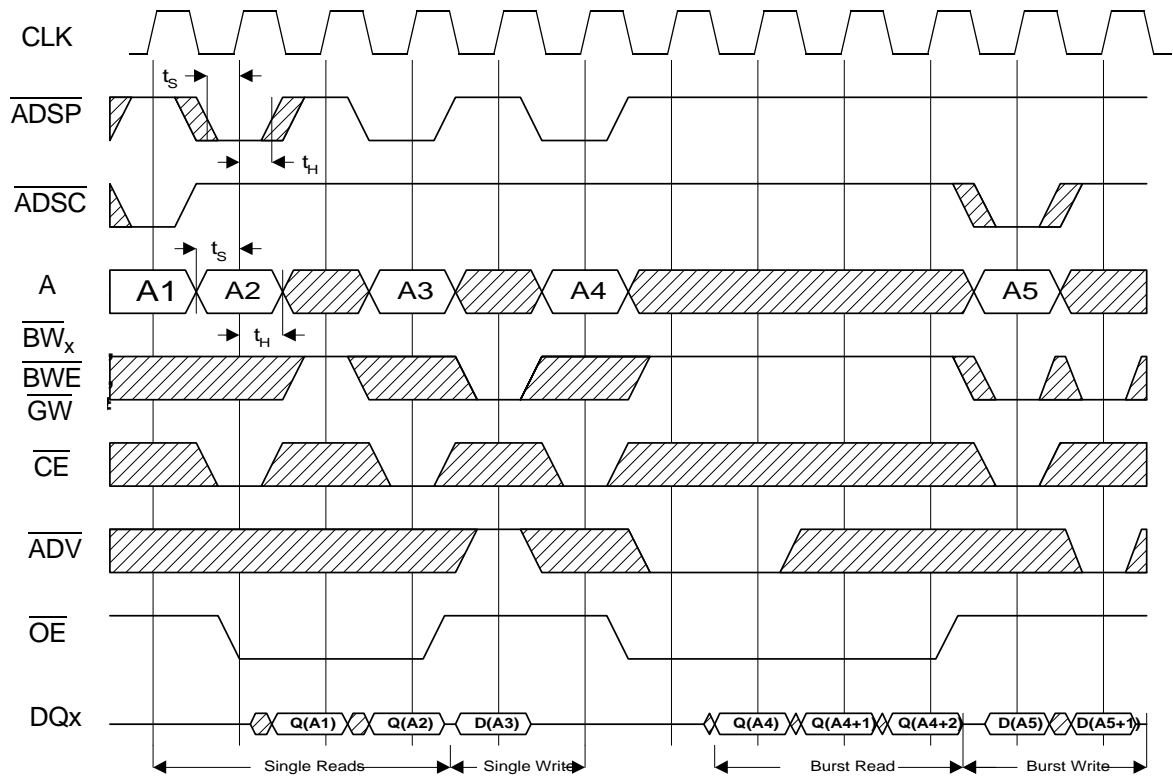 CLK
tS
ADSP
tH
ADSC
tS
A A1 A2 A3 A4 A5
tH
BWx
BWE
GW
CE
ADV
OE
DQx Q(A1) Q(A2) D(A3) Q(A4) Q(A4+1) Q(A4+2) D(A5) D(A5+1)
Single Reads Single Write Burst Read Burst Write